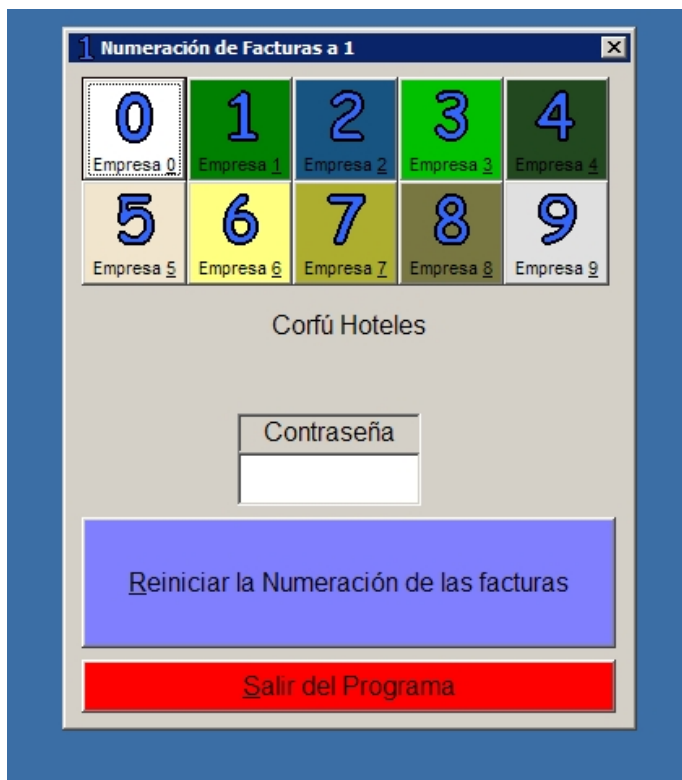 1 Numeración de Facturas a 1
0 1 2 3 4
Empresa 0 Empresa 1 Empresa 2 Empresa 3 Empresa 4
5 6 7 8 9
Empresa 5 Empresa 6 Empresa 7 Empresa 8 Empresa 9
Corfú Hoteles
Contraseña
Reiniciar la Numeración de las facturas
Salir del Programa